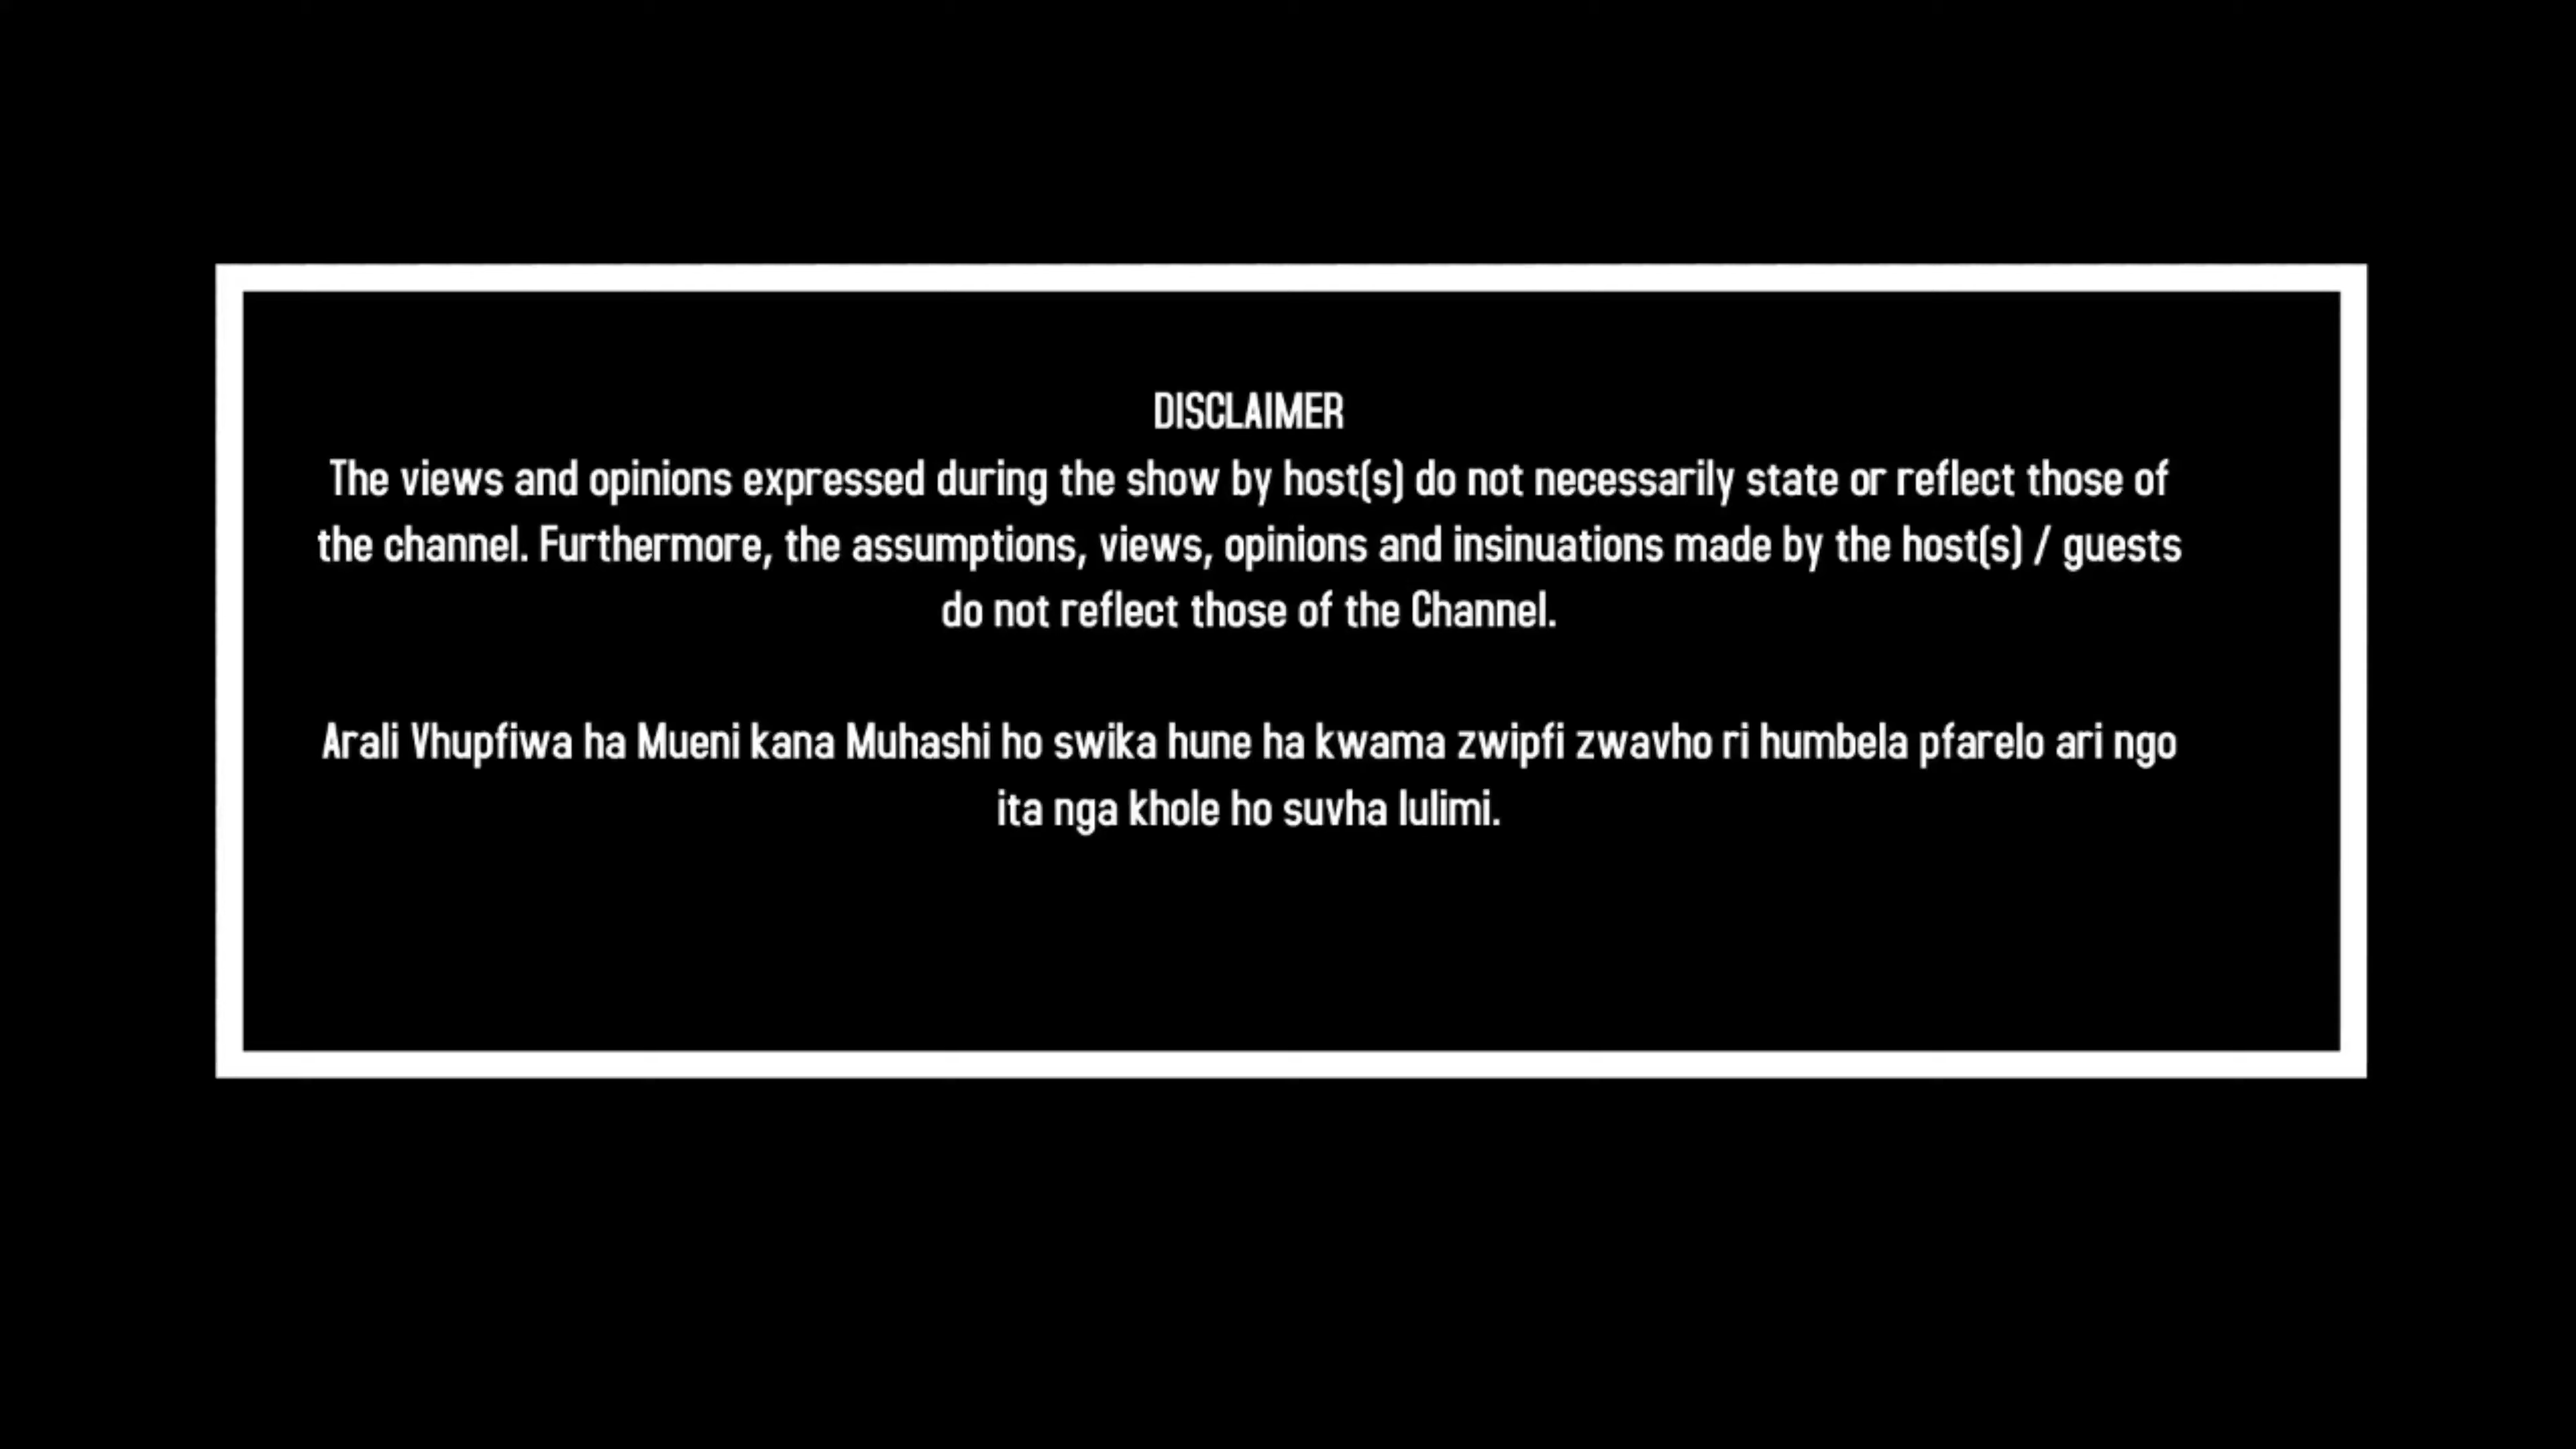 DISCLAIMER
The views and opinions expressed during the show by host(s) do not necessarily state or reflect those of
the channel. Furthermore, the assumptions, views, opinions and insinuations made by the host(s) / guests
do not reflect those of the Channel.
Arali Vhupfiwa ha Mueni kana Muhashi ho swika hune ha kwama zwipfi zwavho ri humbela pfarelo ari ngo
ita nga khole ho suvha lulimi.